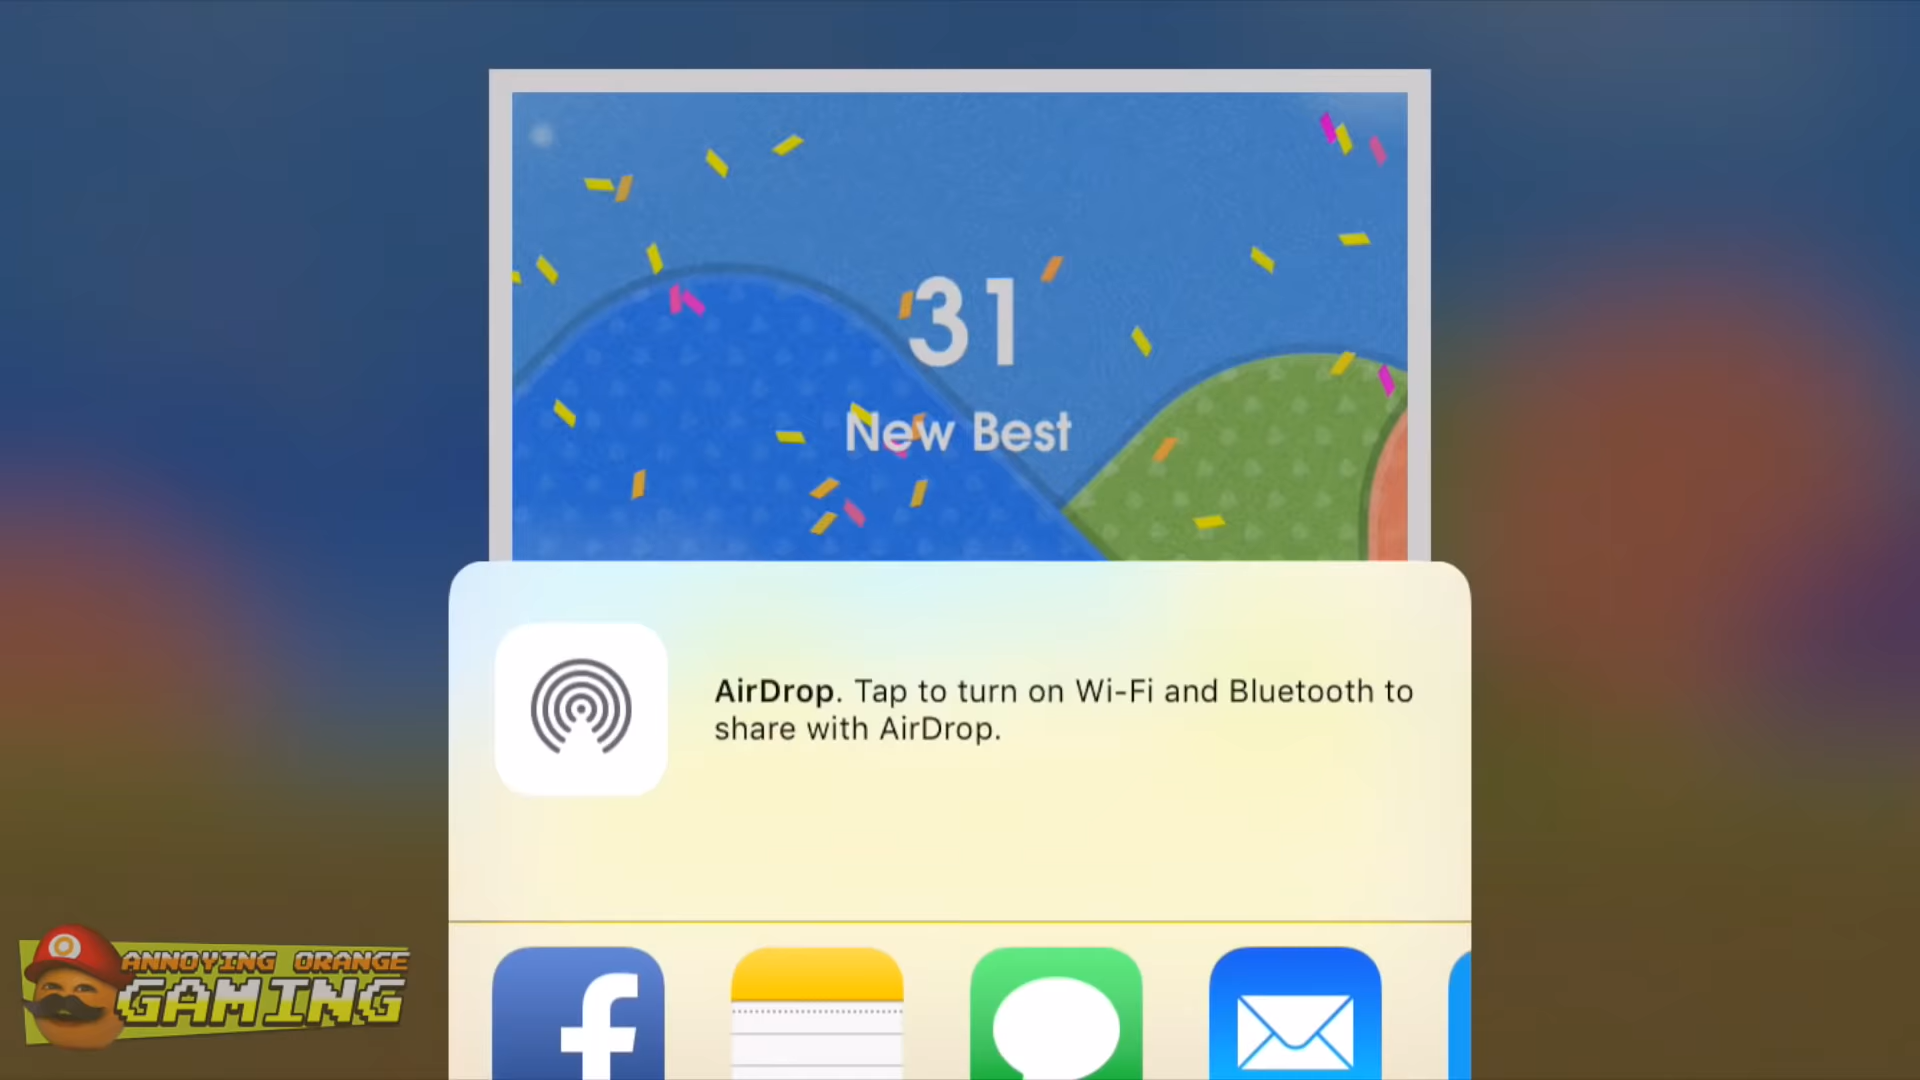 31
New Best
AirDrop. Tap to turn on Wi-Fi and Bluetooth to
share with AirDrop.
ANNOYING ORANGE
GAMING